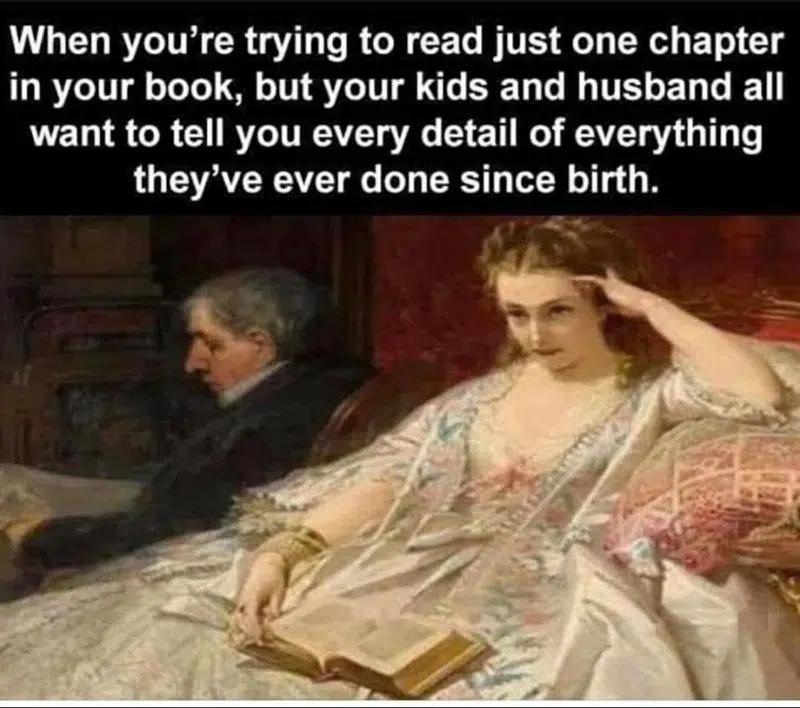 When you’re trying to read just one chapter
in your book, but your kids and husband all
want to tell you every detail of everything
they’ve ever done since birth.